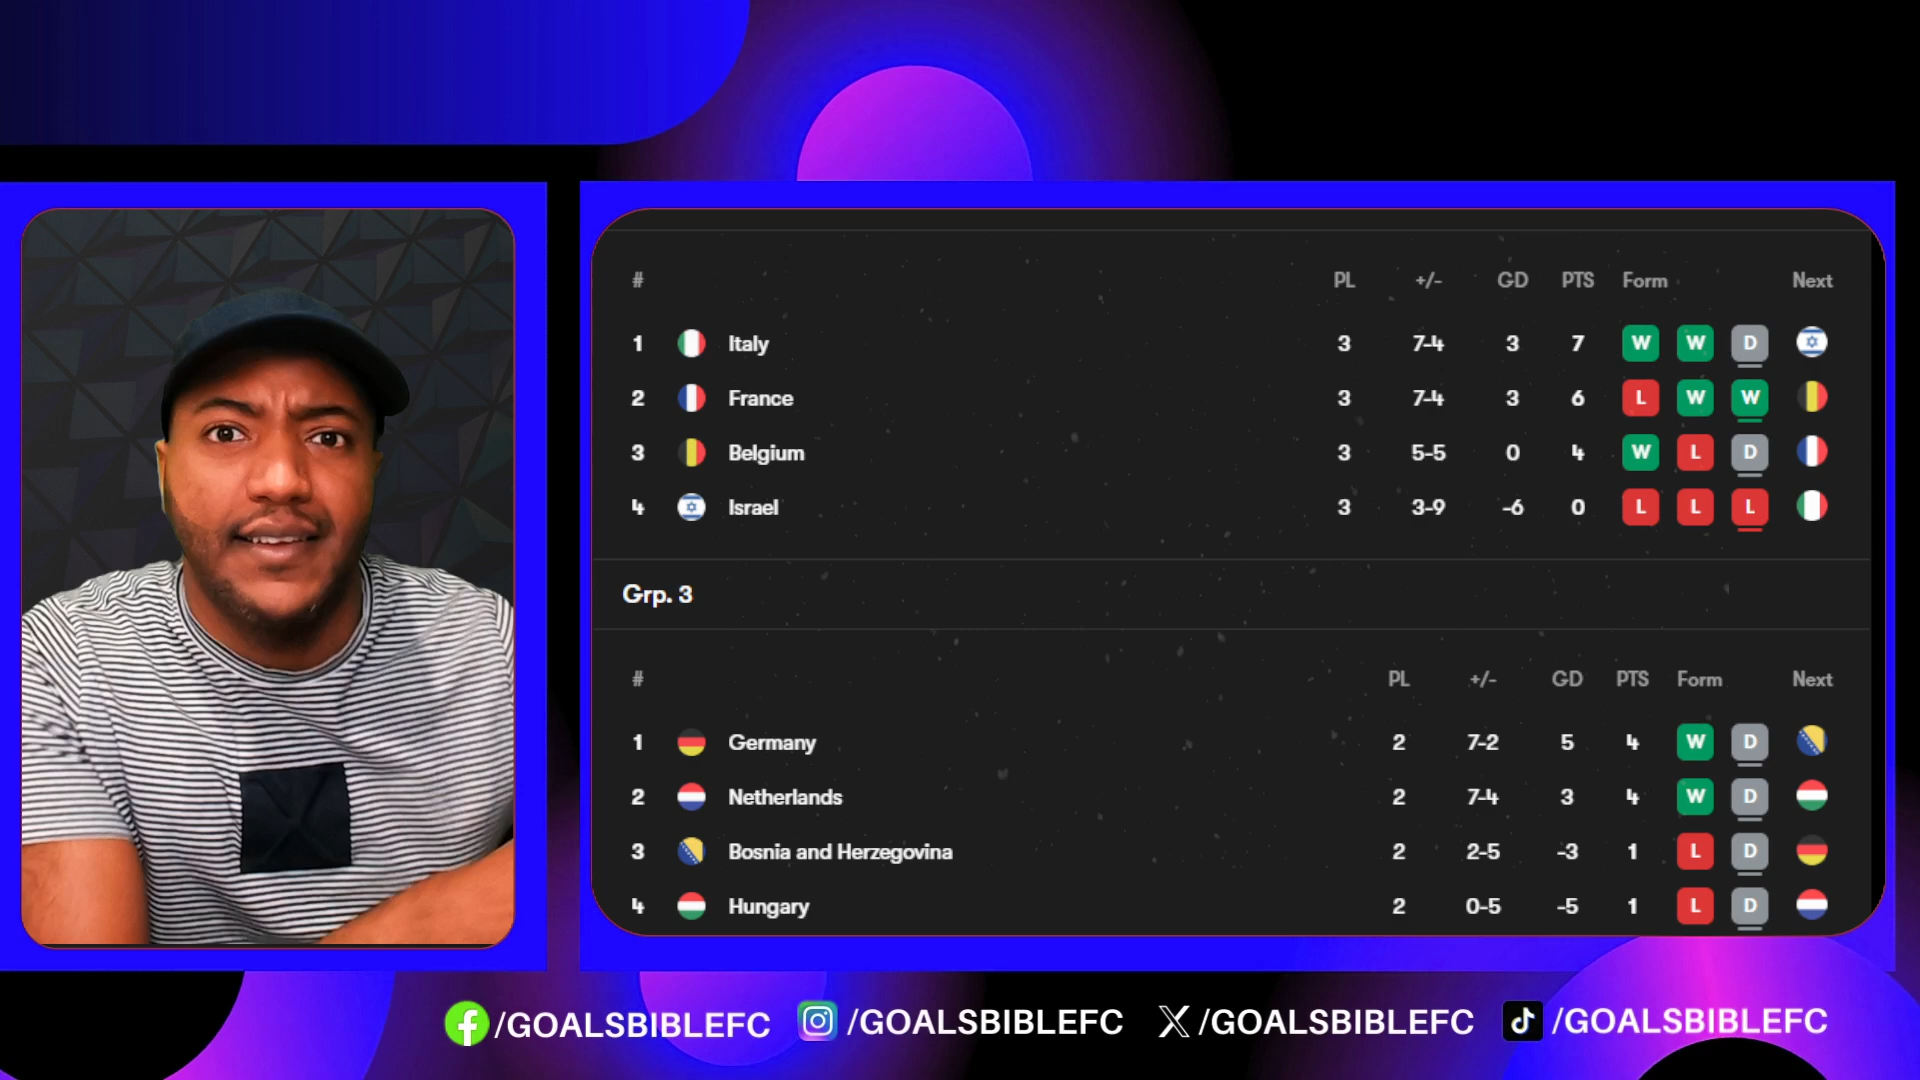 # PL +/- GD PTS Form Next
1 Italy 3 7-4 3 7 W W D
2 France 3 7-4 3 6 L W W
3 Belgium 3 5-5 0 4 W L D
4 Israel 3 3-9 -6 0 L L L
Grp. 3
# PL +/- GD PTS Form Next
1 Germany 2 7-2 5 4 W D
2 Netherlands 2 7-4 3 4 W D
3 Bosnia and Herzegovina 2 2-5 -3 1 L D
4 Hungary 2 0-5 -5 1 L D
/GOALSBIBLEFC /GOALSBIBLEFC /GOALSBIBLEFC /GOALSBIBLEFC